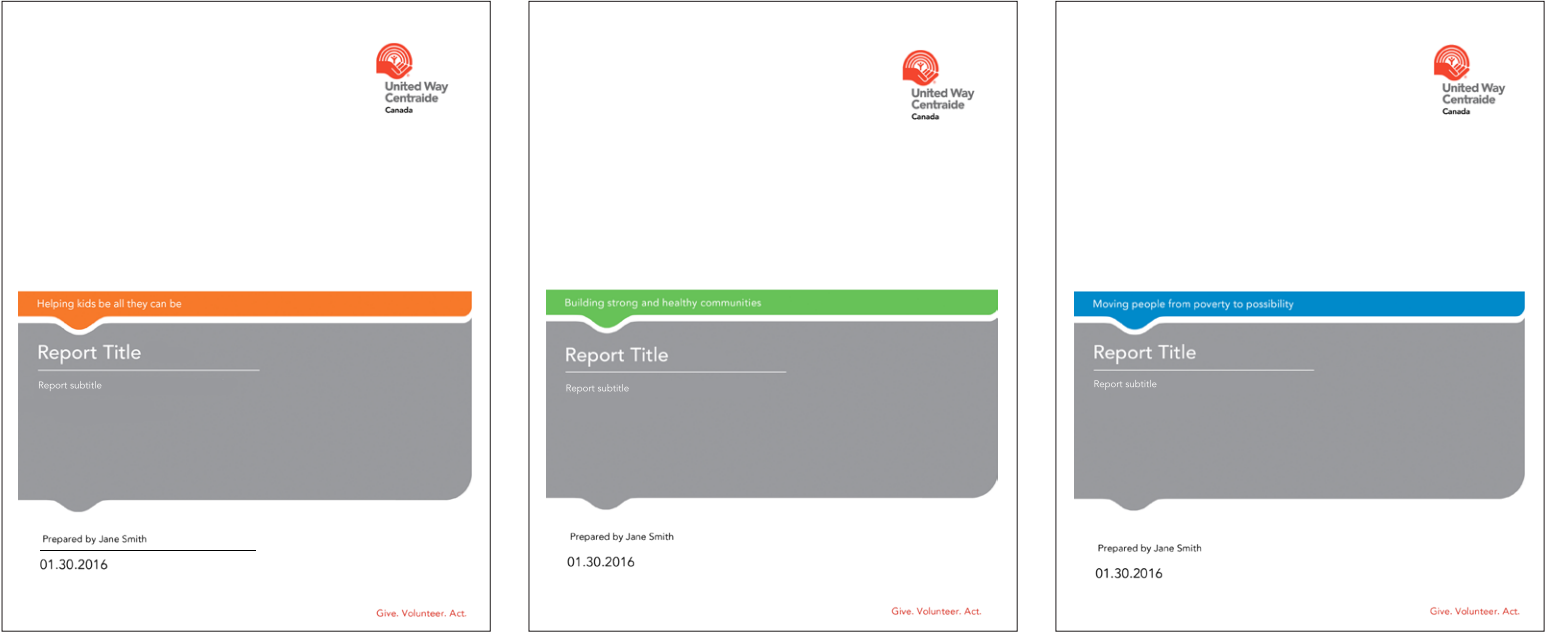 United Way
Centraide
Canada
Helping kids be all they can be
Report Title
Report subtitle
Prepared by Jane Smith
01.30.2016
Give. Volunteer. Act.
United Way
Centraide
Canada
Building strong and healthy communities
Report Title
Report subtitle
Prepared by Jane Smith
01.30.2016
Give. Volunteer. Act.
United Way
Centraide
Canada
Moving people from poverty to possibility
Report Title
Report subtitle
Prepared by Jane Smith
01.30.2016
Give. Volunteer. Act.